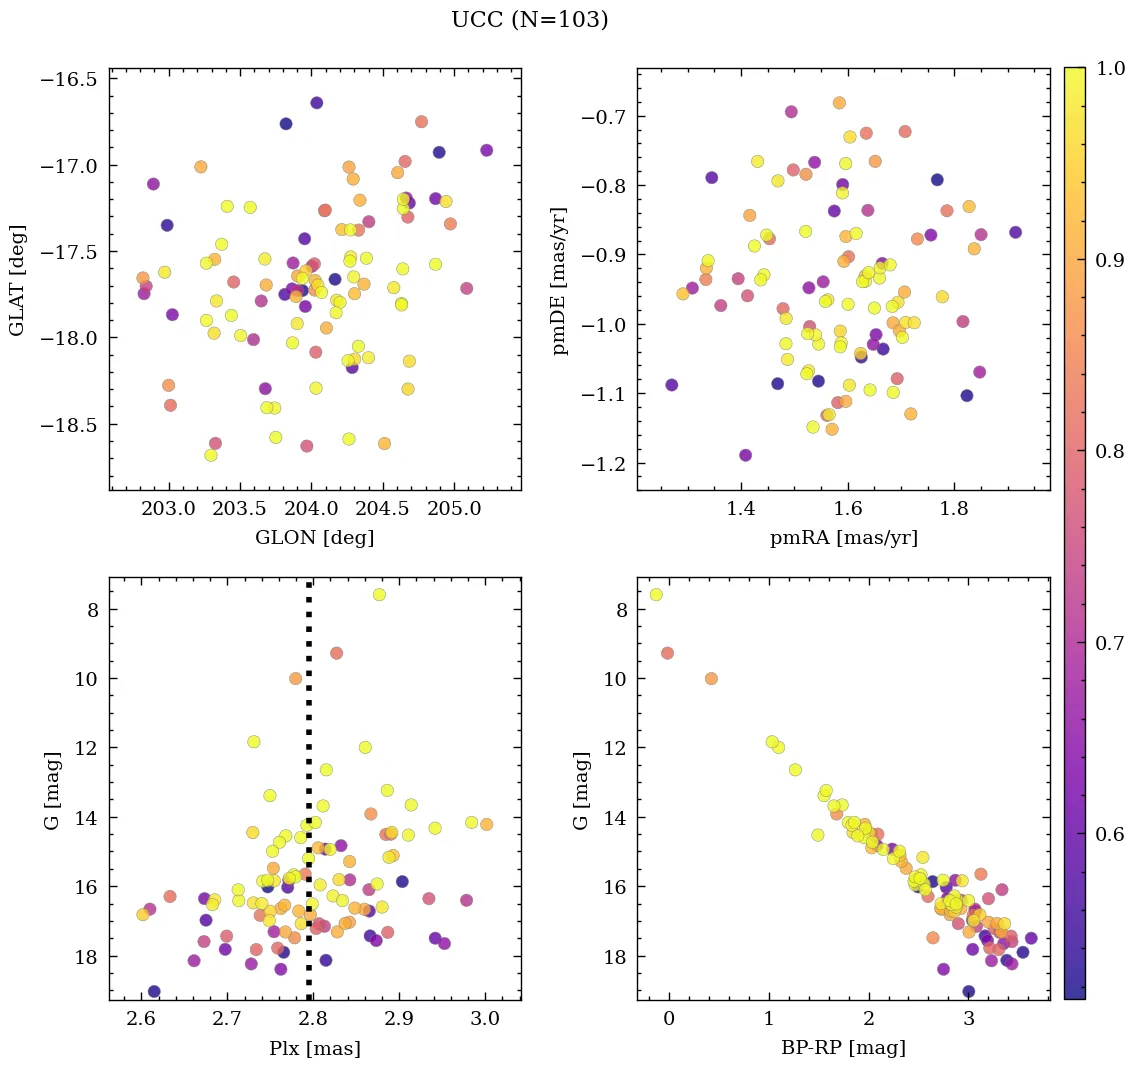 UCC (N=103)
−16.5
−17.0
−17.5
−18.0
−18.5
GLAT [deg]
203.0 203.5 204.0 204.5 205.0
GLON [deg]
−0.7
−0.8
−0.9
−1.0
−1.1
−1.2
pmDE [mas/yr]
1.4 1.6 1.8
pmRA [mas/yr]
8
10
12
14
16
18
G [mag]
2.6 2.7 2.8 2.9 3.0
Plx [mas]
8
10
12
14
16
18
G [mag]
0 1 2 3
BP-RP [mag]
1.0
0.9
0.8
0.7
0.6